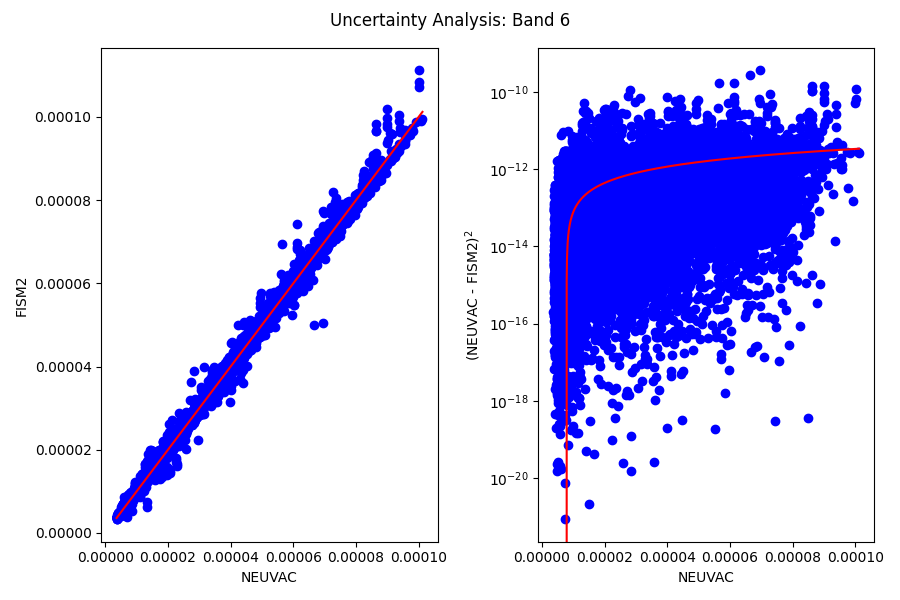 Uncertainty Analysis: Band 6
FISM2
0.00010
0.00008
0.00006
0.00004
0.00002
0.00000
0.00000 0.00002 0.00004 0.00006 0.00008 0.00010
NEUVAC
(NEUVAC - FISM2)²
10⁻¹⁰
10⁻¹²
10⁻¹⁴
10⁻¹⁶
10⁻¹⁸
10⁻²⁰
0.00000 0.00002 0.00004 0.00006 0.00008 0.00010
NEUVAC